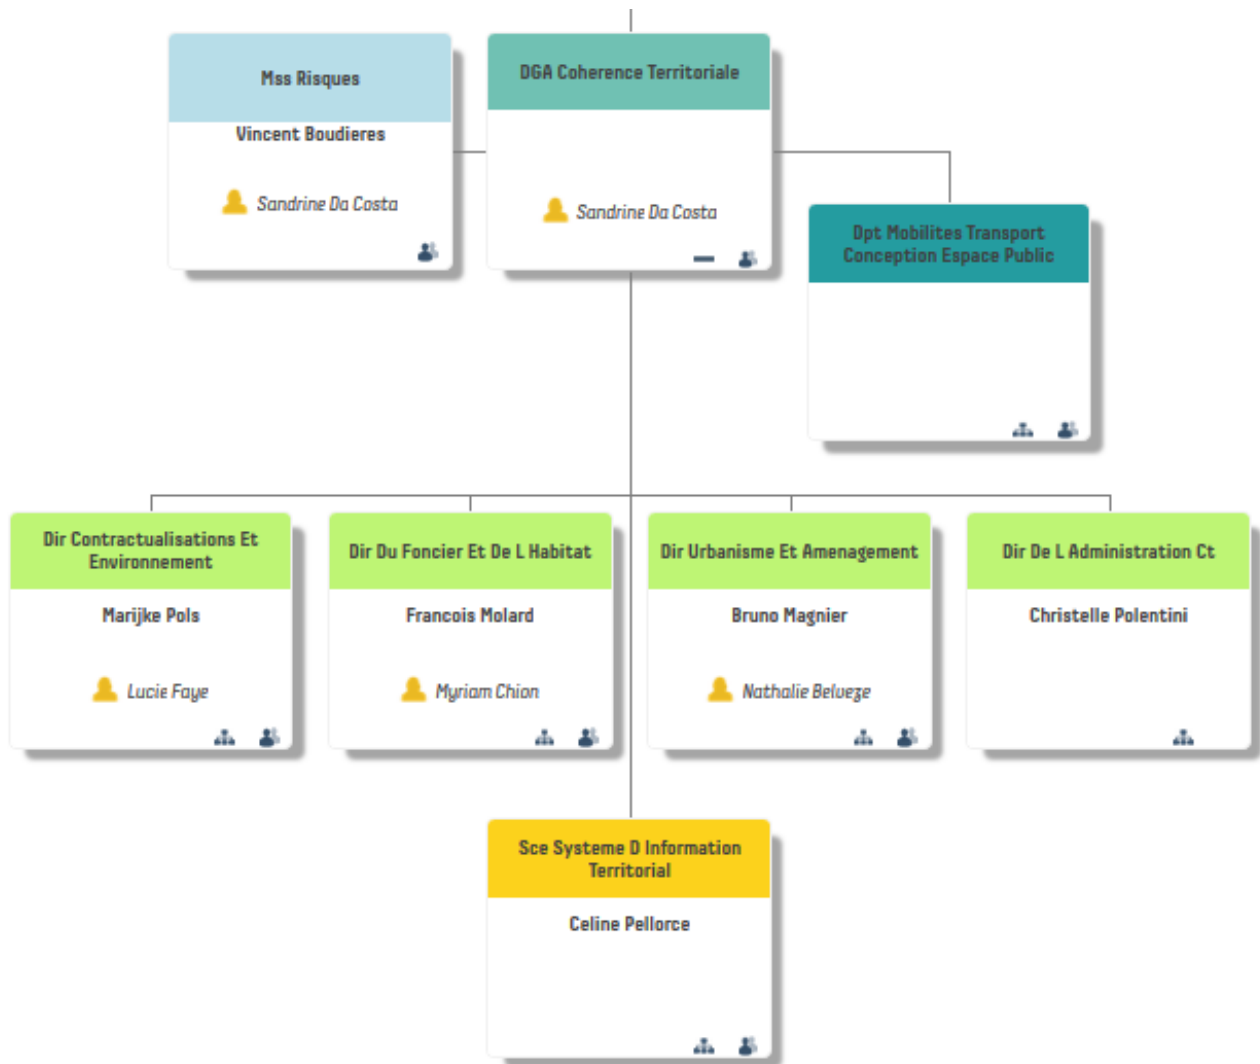 Mss Risques
Vincent Boudieres
Sandrine Da Costa
DGA Coherence Territoriale
Sandrine Da Costa
Dpt Mobilites Transport
Conception Espace Public
Dir Contractualisations Et
Environnement
Marijke Pols
Lucie Faye
Dir Du Foncier Et De L Habitat
Francois Molard
Myriam Chion
Dir Urbanisme Et Amenagement
Bruno Magnier
Nathalie Belveze
Dir De L Administration Ct
Christelle Polentini
Sce Systeme D Information
Territorial
Celine Pellorce